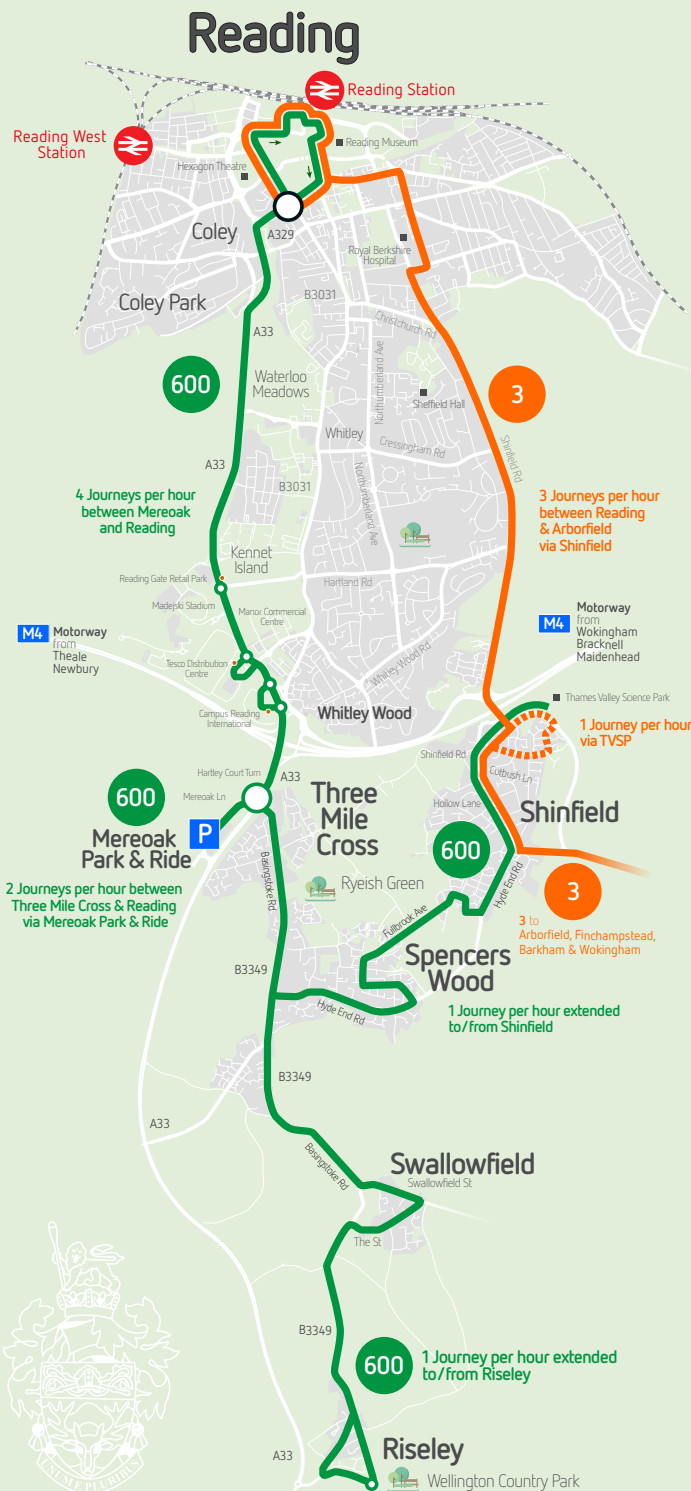 Reading
Reading Station
Reading West
Station
Reading Museum
Hexagon Theatre
Coley
A329
Royal Berkshire
Hospital
Coley Park
B3031
Christchurch Rd
A33
600
Waterloo
Meadows
Northumberland Ave
Sheffield Hall
3
Whitley
Cressingham Rd
Shinfield Rd
A33
B3031
Northumberland Ave
4 Journeys per hour
between Mereoak
and Reading
3 Journeys per hour
between Reading
& Arborfield
via Shinfield
Kennet
Island
Reading Gate Retail Park
Hartland Rd
Madejski Stadium
Manor Commercial
Centre
M4 Motorway
from
Theale
Newbury
M4 Motorway
from
Wokingham
Bracknell
Maidenhead
Tesco Distribution
Centre
Whitley Wood Rd
Campus Reading
International
Whitley Wood
Thames Valley Science Park
1 Journey per hour
via TVSP
Shinfield Rd
Cutbush Ln
Hartley Court Turn
A33
Mereoak Ln
600
P
Mereoak
Park & Ride
Three
Mile
Cross
Hollow Lane
Shinfield
600
Basingstoke Rd
Ryeish Green
Hyde End Rd
2 Journeys per hour between
Three Mile Cross & Reading
via Mereoak Park & Ride
3
3 to
Arborfield, Finchampstead,
Barkham & Wokingham
Fullbrook Ave
Spencers
Wood
B3349
Hyde End Rd
1 Journey per hour extended
to/from Shinfield
B3349
A33
Basingstoke Rd
Swallowfield
Swallowfield St
The St
B3349
600
1 Journey per hour extended
to/from Riseley
A33
Riseley
Wellington Country Park
UNUM E PLURIBUS